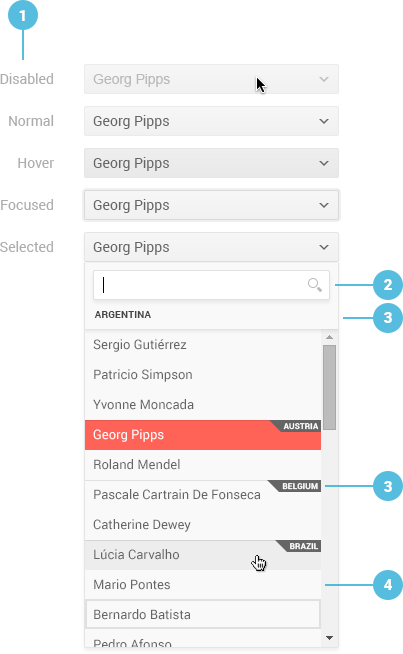 1
Disabled Georg Pipps
Normal Georg Pipps
Hover Georg Pipps
Focused Georg Pipps
Selected Georg Pipps
2
ARGENTINA 3
Sergio Gutiérrez
Patricio Simpson
Yvonne Moncada
AUSTRIA
Georg Pipps
Roland Mendel
BELGIUM 3
Pascale Cartrain De Fonseca
Catherine Dewey
BRAZIL
Lúcia Carvalho
Mario Pontes 4
Bernardo Batista
Pedro Afonso